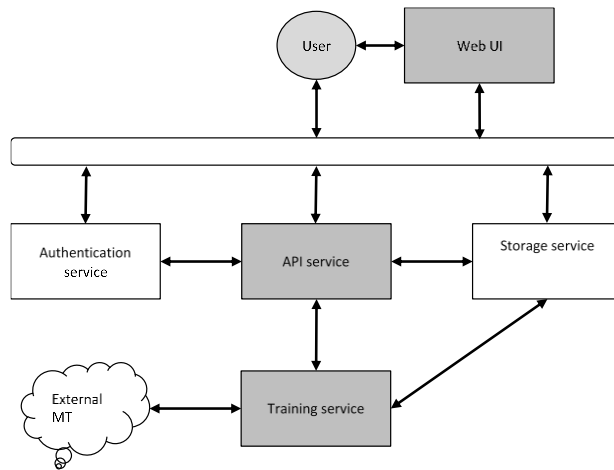 User
Web UI
Authentication
service
API service
Storage service
External
MT
Training service